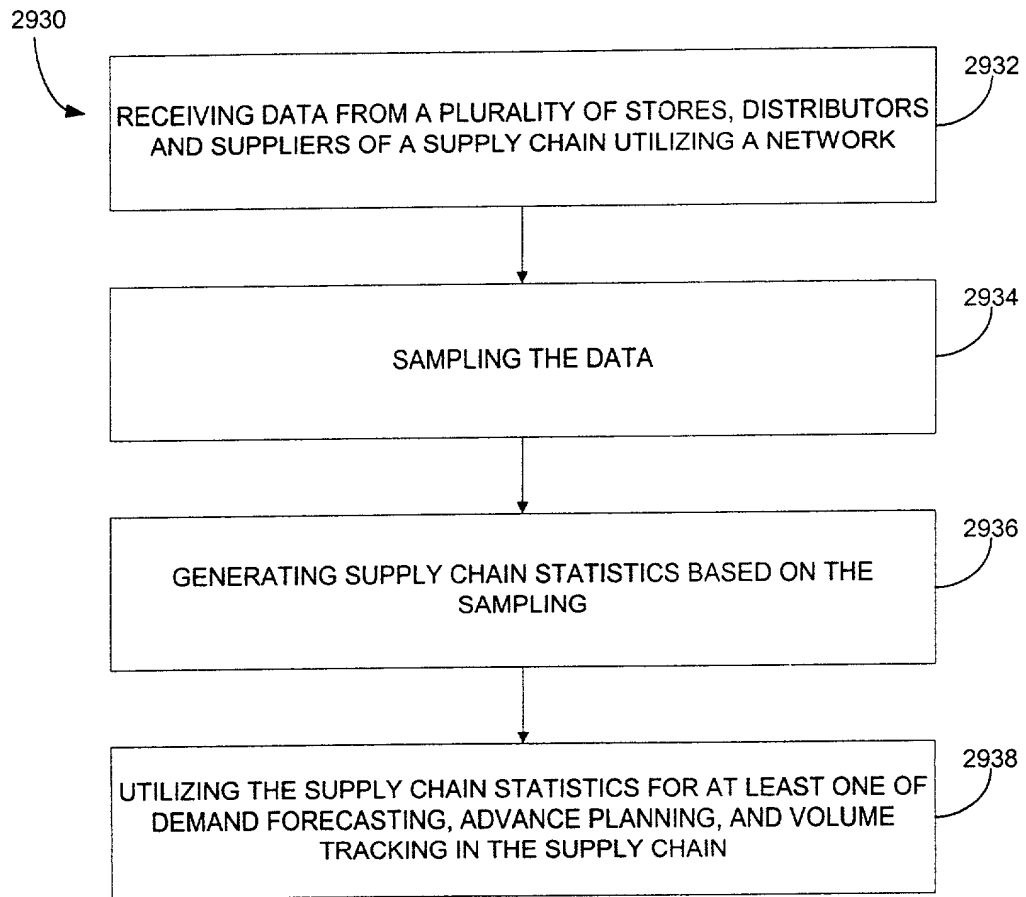 2930
2932
RECEIVING DATA FROM A PLURALITY OF STORES, DISTRIBUTORS
AND SUPPLIERS OF A SUPPLY CHAIN UTILIZING A NETWORK
2934
SAMPLING THE DATA
2936
GENERATING SUPPLY CHAIN STATISTICS BASED ON THE
SAMPLING
2938
UTILIZING THE SUPPLY CHAIN STATISTICS FOR AT LEAST ONE OF
DEMAND FORECASTING, ADVANCE PLANNING, AND VOLUME
TRACKING IN THE SUPPLY CHAIN